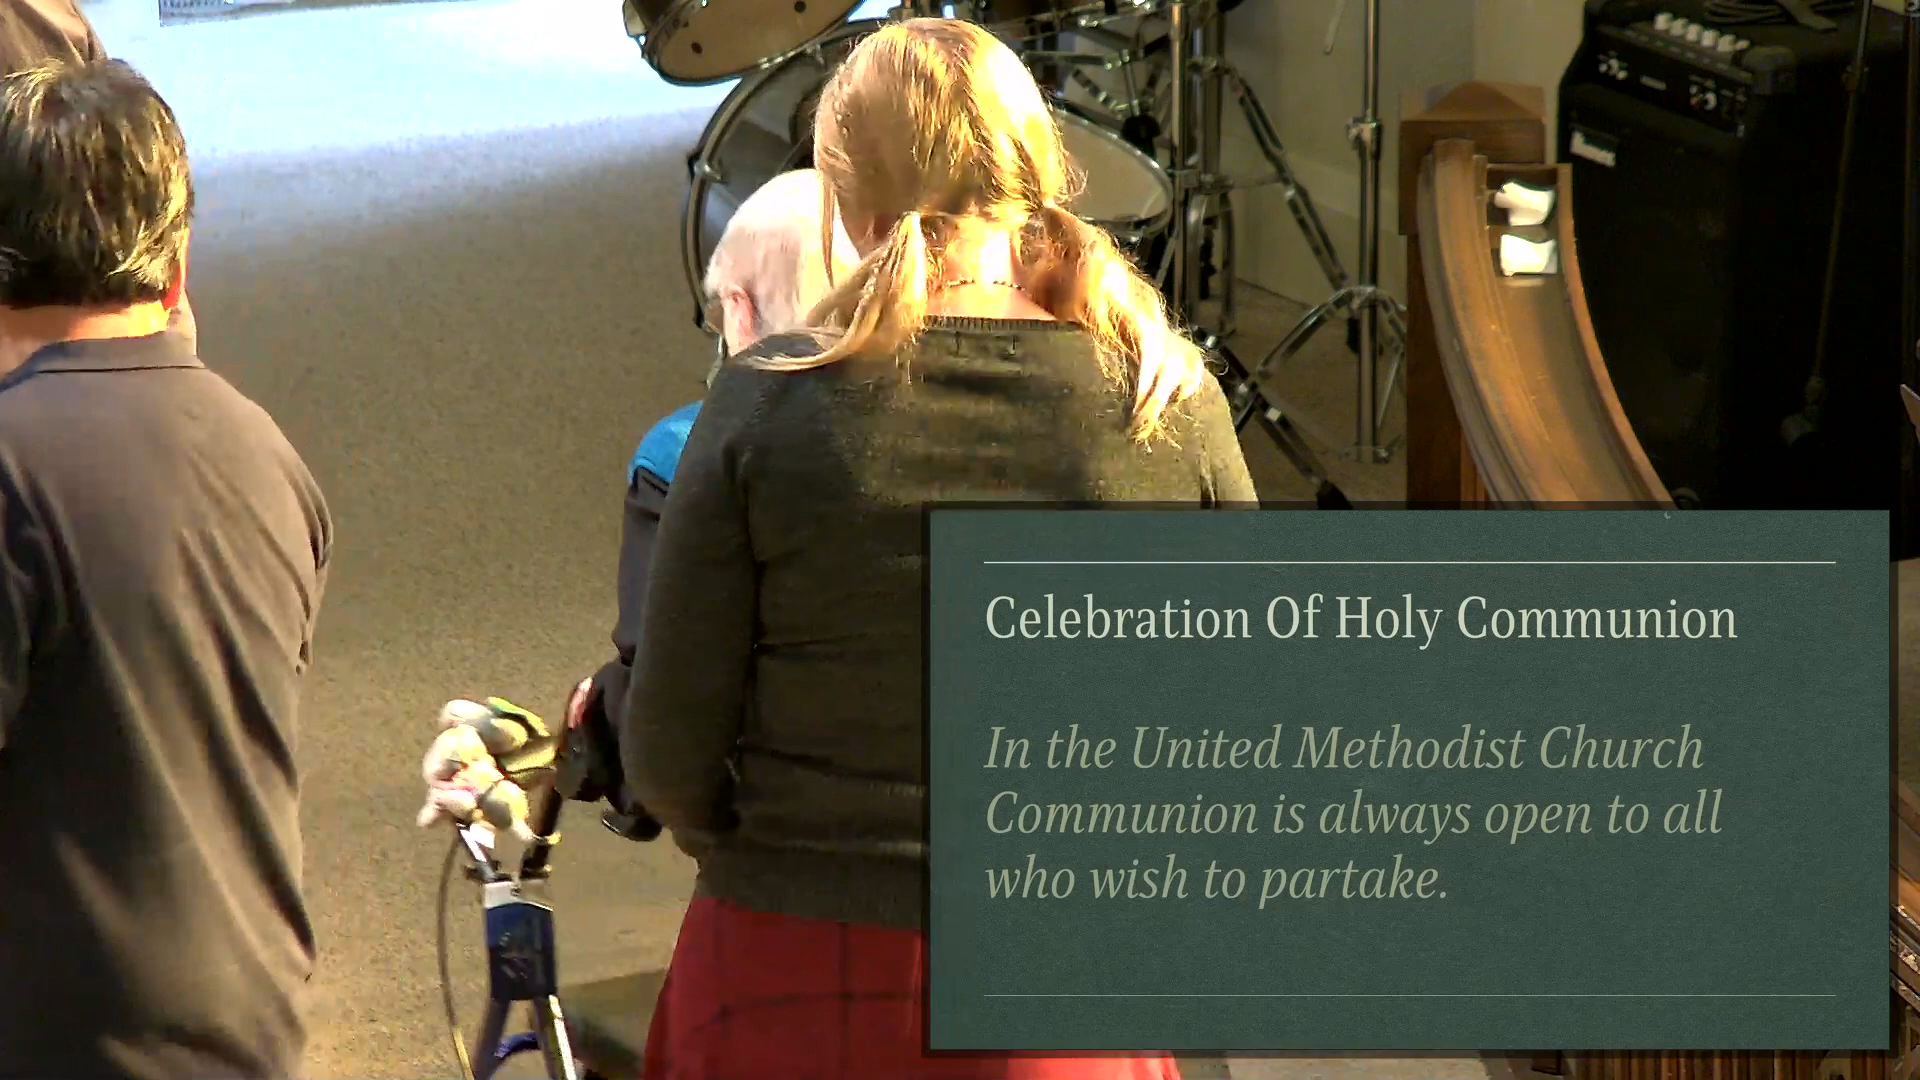 Celebration Of Holy Communion
In the United Methodist Church
Communion is always open to all
who wish to partake.